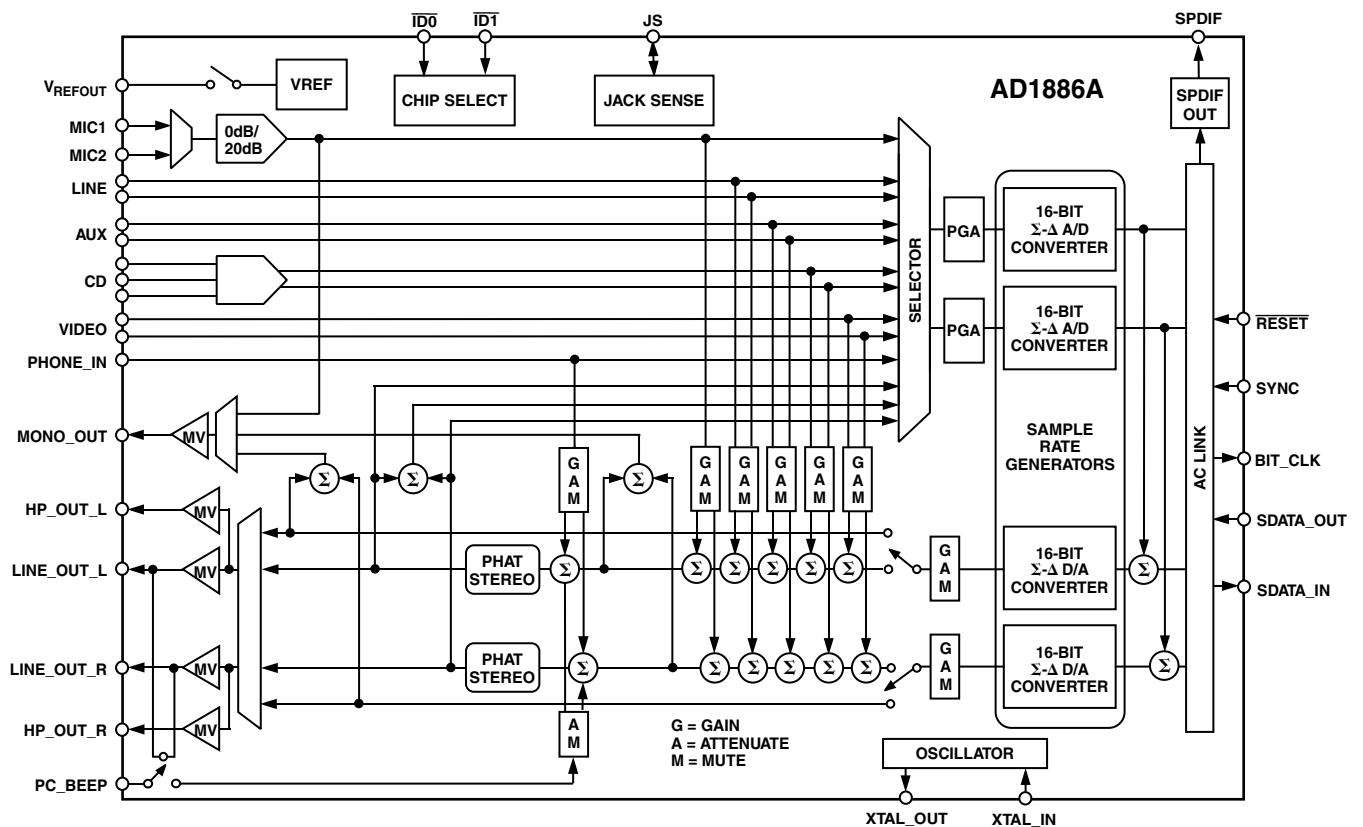 ID0
ID1
JS
SPDIF
VREFOUT
VREF
CHIP SELECT
JACK SENSE
AD1886A
SPDIF
OUT
MIC1
MIC2
0dB/
20dB
LINE
AUX
CD
VIDEO
PHONE_IN
SELECTOR
PGA
PGA
16-BIT
Σ-Δ A/D
CONVERTER
16-BIT
Σ-Δ A/D
CONVERTER
SAMPLE
RATE
GENERATORS
AC LINK
RESET
SYNC
BIT_CLK
SDATA_OUT
SDATA_IN
MONO_OUT
MV
Σ
Σ
G
A
M
Σ
G
A
M
G
A
M
G
A
M
G
A
M
G
A
M
HP_OUT_L
MV
LINE_OUT_L
MV
PHAT
STEREO
Σ
Σ
Σ
Σ
Σ
Σ
G
A
M
16-BIT
Σ-Δ D/A
CONVERTER
Σ
LINE_OUT_R
MV
PHAT
STEREO
Σ
Σ
Σ
Σ
Σ
Σ
G
A
M
16-BIT
Σ-Δ D/A
CONVERTER
Σ
HP_OUT_R
MV
A
M
G = GAIN
A = ATTENUATE
M = MUTE
PC_BEEP
OSCILLATOR
XTAL_OUT
XTAL_IN